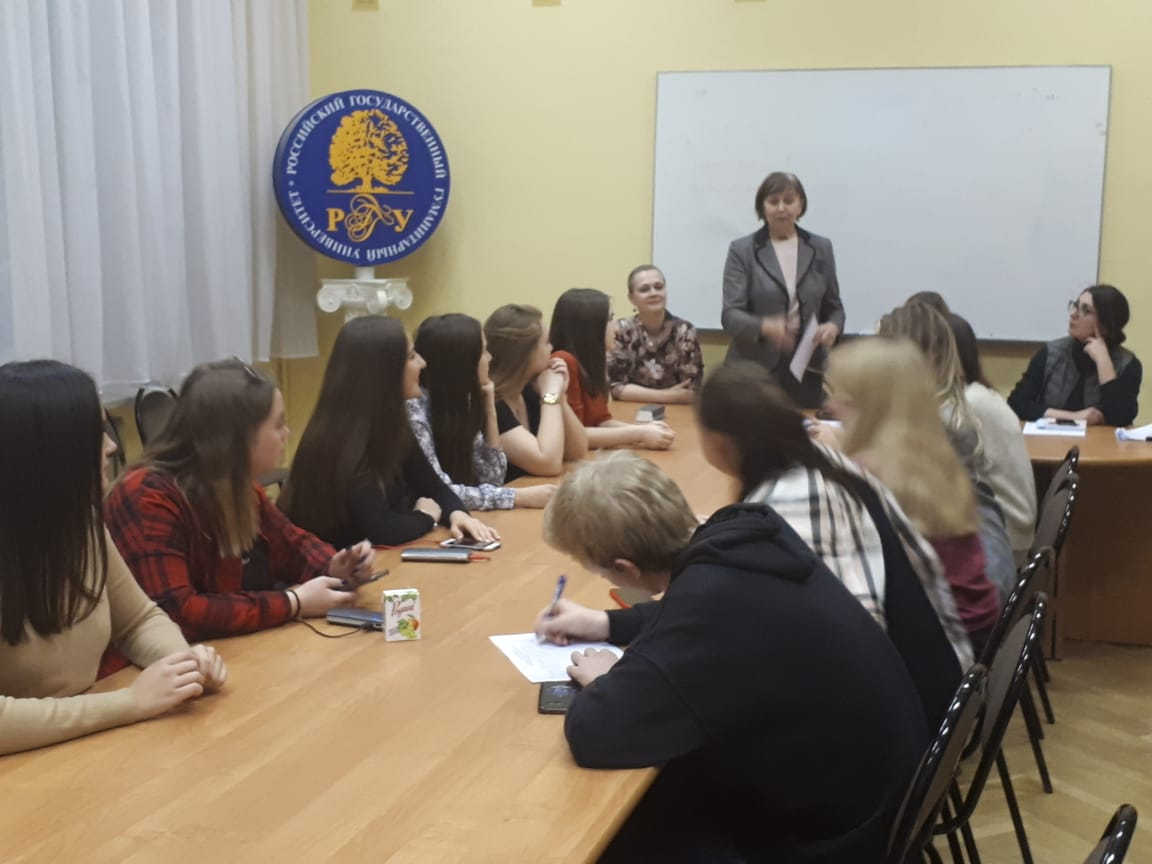 РОССИЙСКИЙ ГОСУДАРСТВЕННЫЙ ГУМАНИТАРНЫЙ УНИВЕРСИТЕТ
РГГУ